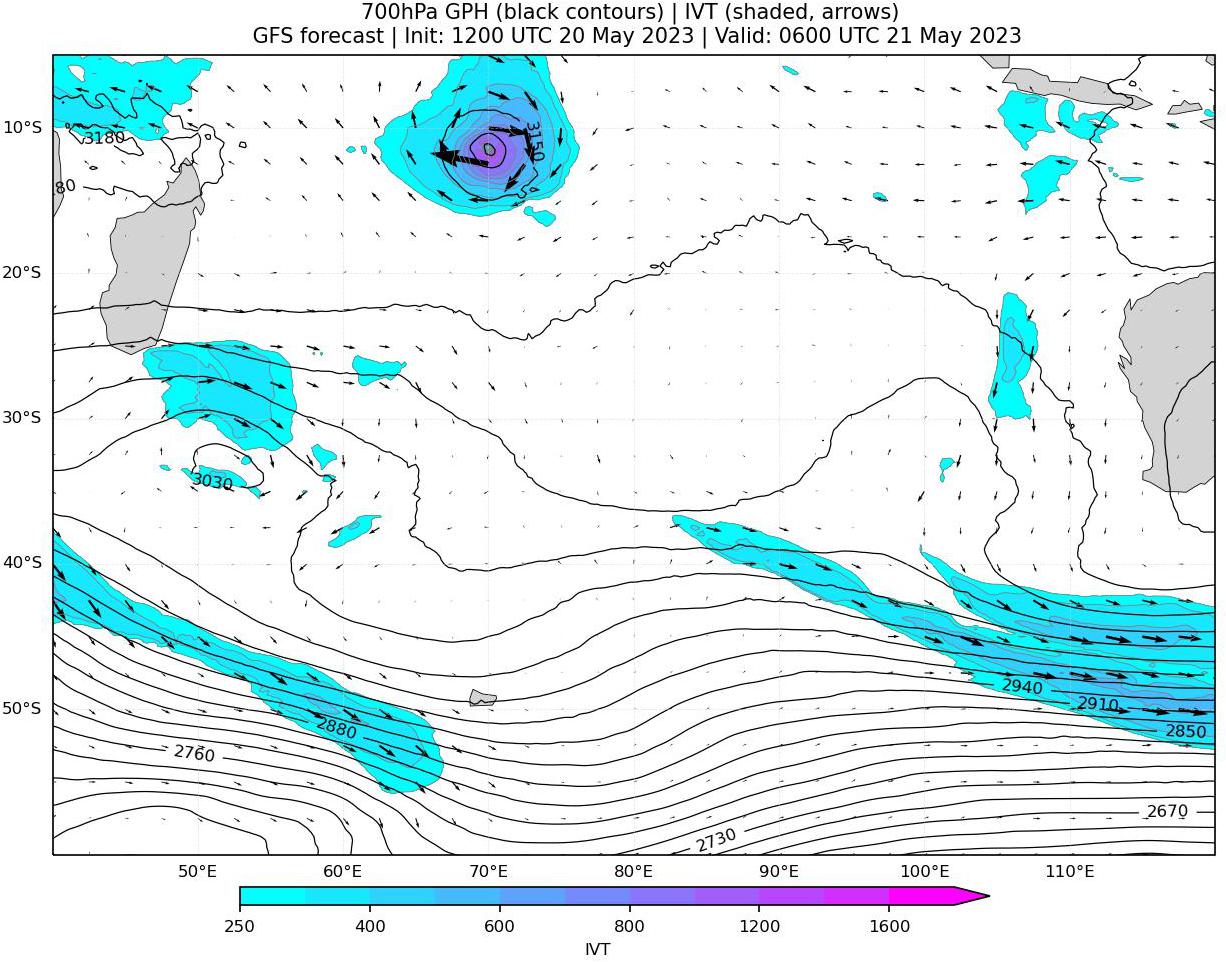 700hPa GPH (black contours) | IVT (shaded, arrows)
GFS forecast | Init: 1200 UTC 20 May 2023 | Valid: 0600 UTC 21 May 2023
10°S
20°S
30°S
40°S
50°S
3180
80
3150
3030
2940
2910
2850
2880
2760
2670
2730
50°E
60°E
70°E
80°E
90°E
100°E
110°E
250
400
600
800
1200
1600
IVT